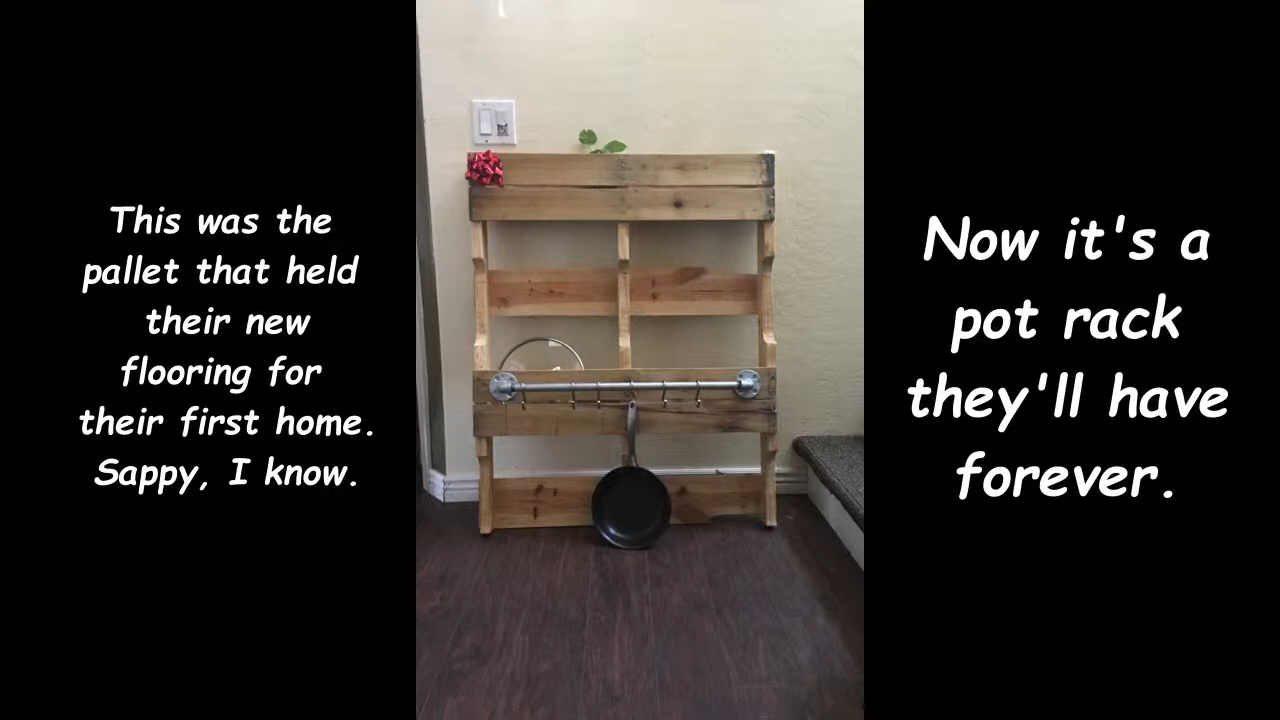 This was the
pallet that held
their new
flooring for
their first home.
Sappy, I know.
Now it's a
pot rack
they'll have
forever.